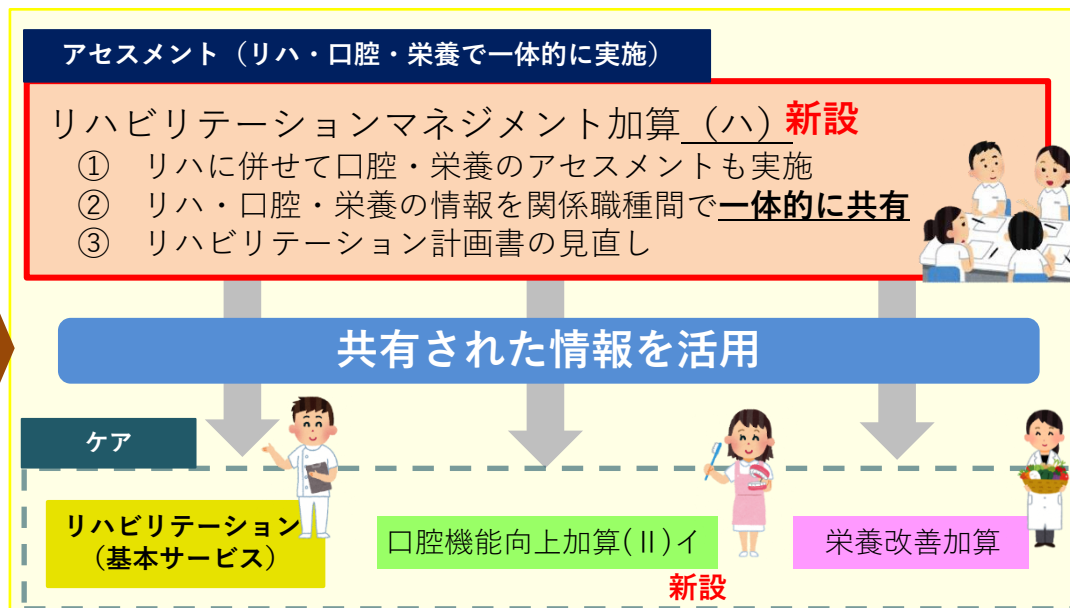 アセスメント（リハ・口腔・栄養で一体的に実施）
リハビリテーションマネジメント加算（ハ）新設
① リハに併せて口腔・栄養のアセスメントも実施
② リハ・口腔・栄養の情報を関係職種間で一体的に共有
③ リハビリテーション計画書の見直し
共有された情報を活用
ケア
リハビリテーション
（基本サービス）
口腔機能向上加算(Ⅱ)イ
新設
栄養改善加算